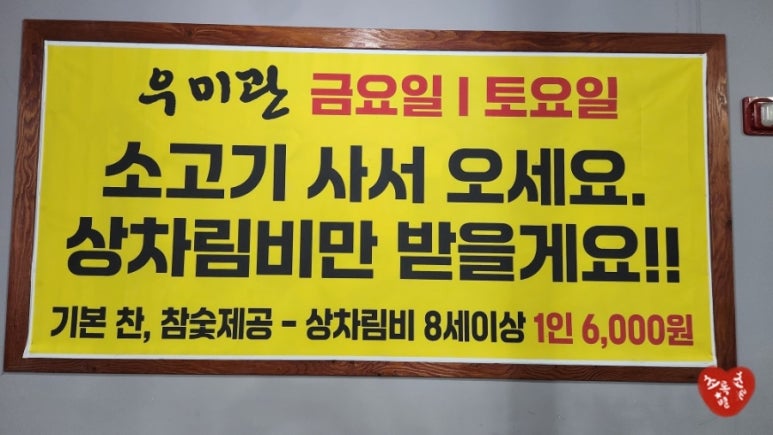 우미관 금요일 | 토요일
소고기 사서 오세요.
상차림비만 받을게요!!
기본 찬, 참숯제공 - 상차림비 8세이상 1인 6,000원